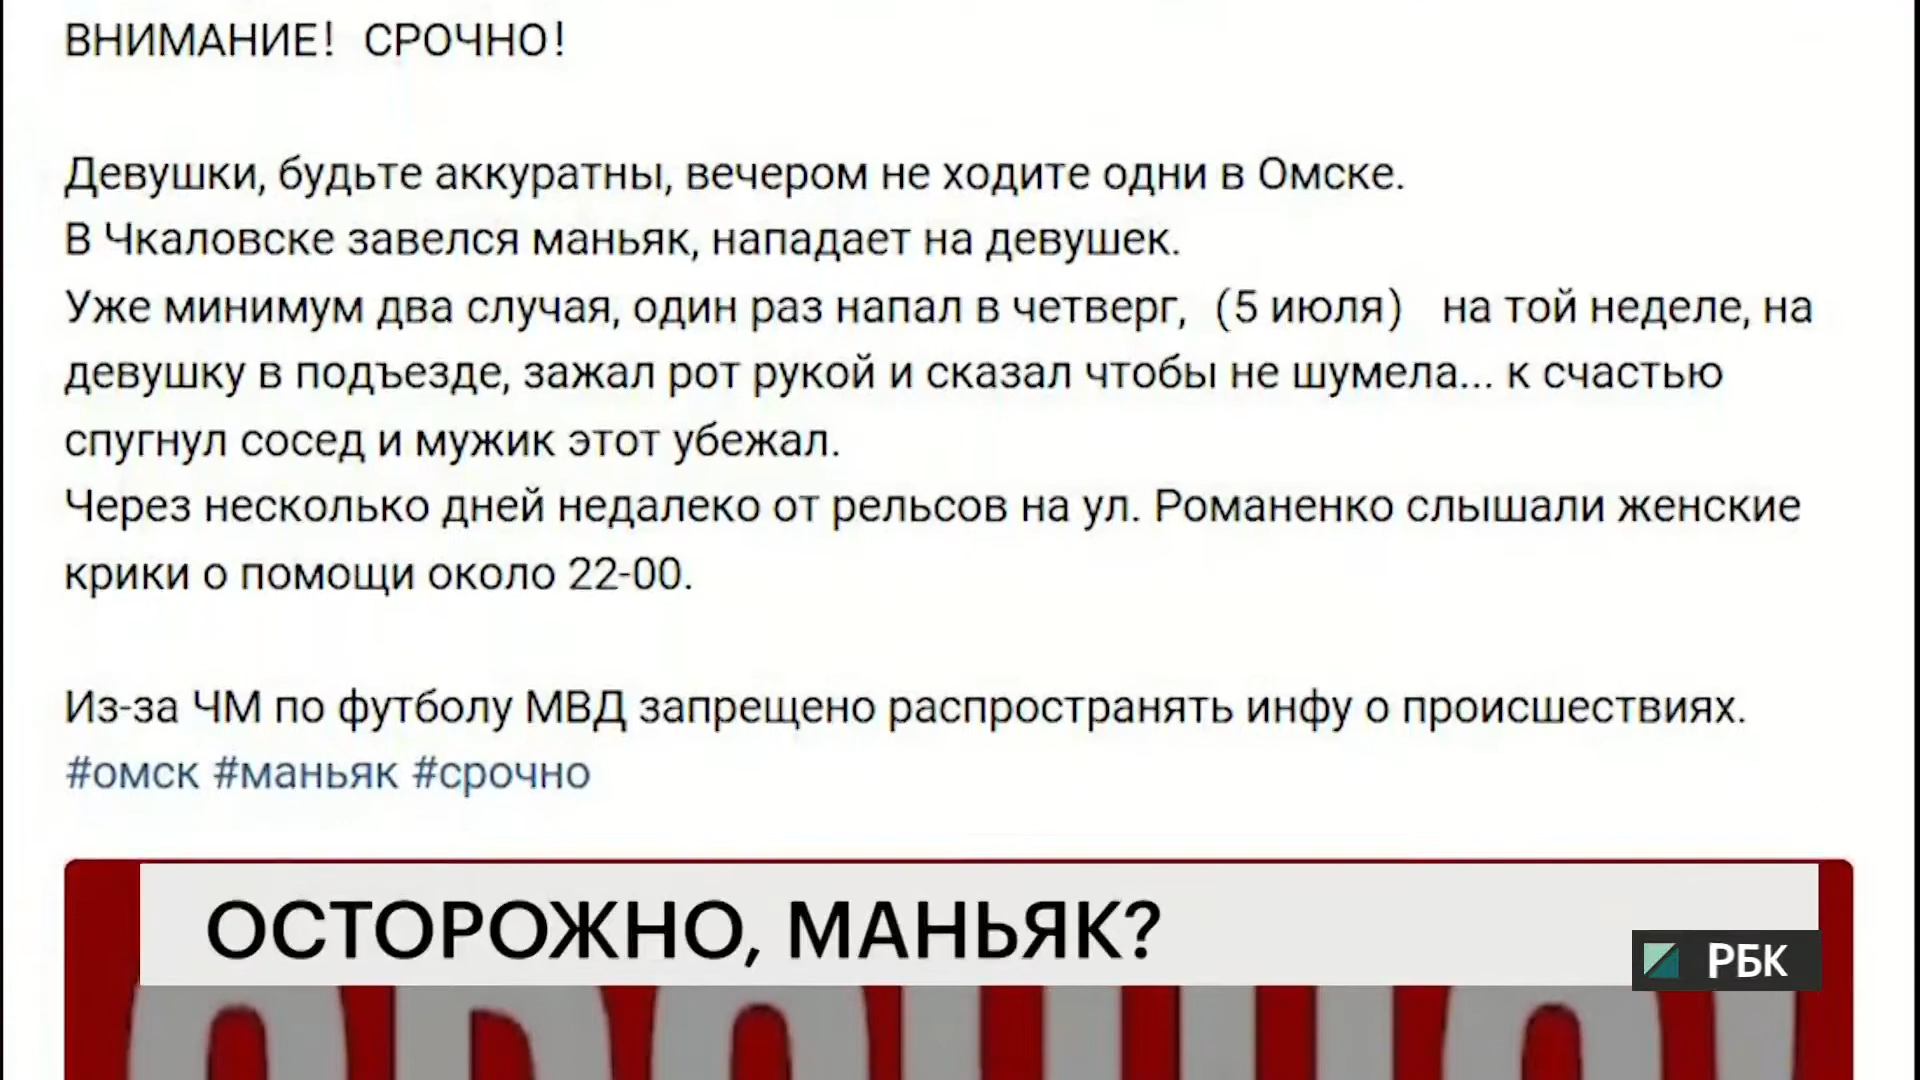 ВНИМАНИЕ! СРОЧНО!
Девушки, будьте аккуратны, вечером не ходите одни в Омске.
В Чкаловске завелся маньяк, нападает на девушек.
Уже минимум два случая, один раз напал в четверг, (5 июля) на той неделе, на
девушку в подъезде, зажал рот рукой и сказал чтобы не шумела... к счастью
спугнул сосед и мужик этот убежал.
Через несколько дней недалеко от рельсов на ул. Романенко слышали женские
крики о помощи около 22-00.
Из-за ЧМ по футболу МВД запрещено распространять инфу о происшествиях.
#омск #маньяк #срочно
ОСТОРОЖНО, МАНЬЯК?
РБК
СРОЧНО!